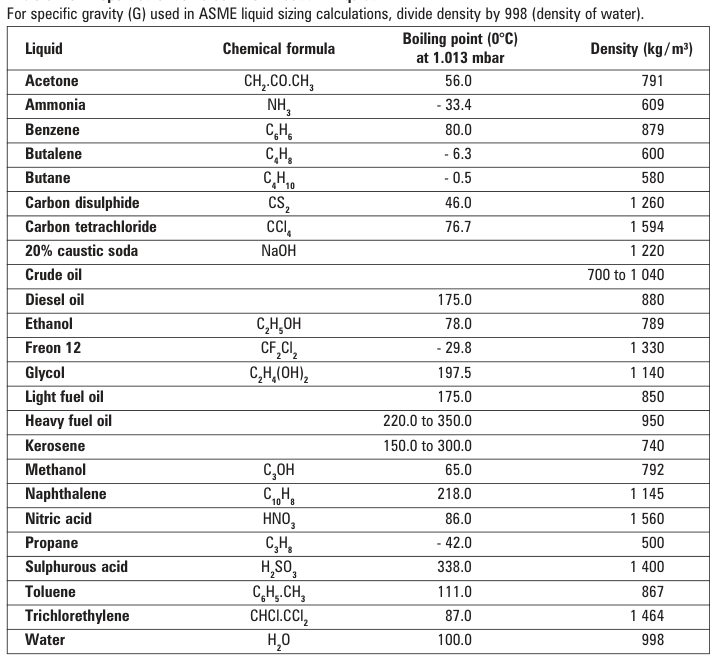 For specific gravity (G) used in ASME liquid sizing calculations, divide density by 998 (density of water).
Liquid Chemical formula Boiling point (0°C) at 1.013 mbar Density (kg/m³)
Acetone CH₂.CO.CH₃ 56.0 791
Ammonia NH₃ - 33.4 609
Benzene C₆H₆ 80.0 879
Butalene C₄H₈ - 6.3 600
Butane C₄H₁₀ - 0.5 580
Carbon disulphide CS₂ 46.0 1 260
Carbon tetrachloride CCl₄ 76.7 1 594
20% caustic soda NaOH 1 220
Crude oil 700 to 1 040
Diesel oil 175.0 880
Ethanol C₂H₅OH 78.0 789
Freon 12 CF₂Cl₂ - 29.8 1 330
Glycol C₂H₄(OH)₂ 197.5 1 140
Light fuel oil 175.0 850
Heavy fuel oil 220.0 to 350.0 950
Kerosene 150.0 to 300.0 740
Methanol C₃OH 65.0 792
Naphthalene C₁₀H₈ 218.0 1 145
Nitric acid HNO₃ 86.0 1 560
Propane C₃H₈ - 42.0 500
Sulphurous acid H₂SO₃ 338.0 1 400
Toluene C₆H₅.CH₃ 111.0 867
Trichlorethylene CHCl.CCl₂ 87.0 1 464
Water H₂O 100.0 998